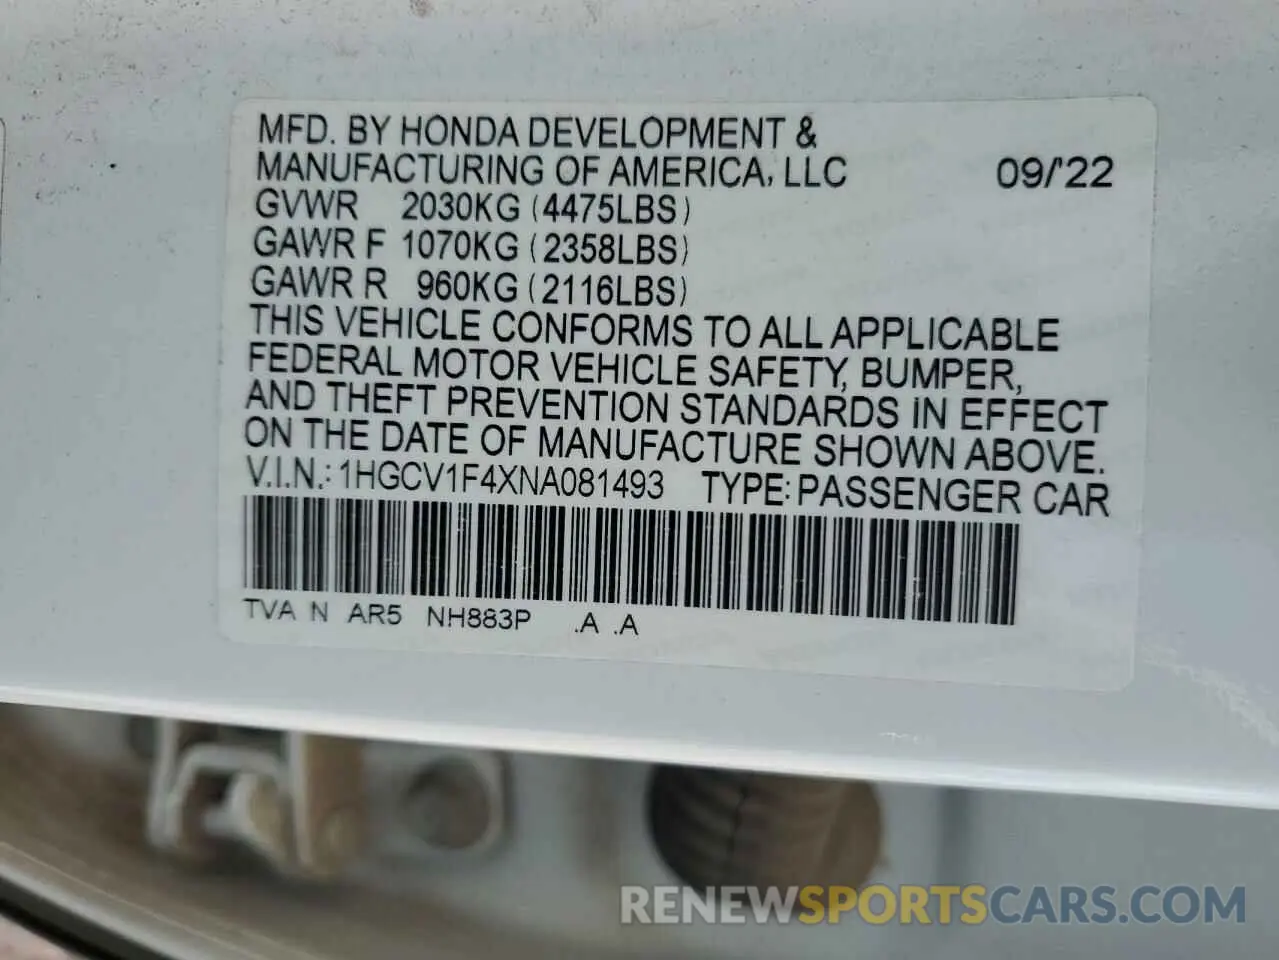 MFD. BY HONDA DEVELOPMENT &
MANUFACTURING OF AMERICA, LLC 09/'22
GVWR 2030KG (4475LBS)
GAWR F 1070KG (2358LBS)
GAWR R 960KG (2116LBS)
THIS VEHICLE CONFORMS TO ALL APPLICABLE
FEDERAL MOTOR VEHICLE SAFETY, BUMPER,
AND THEFT PREVENTION STANDARDS IN EFFECT
ON THE DATE OF MANUFACTURE SHOWN ABOVE.
V.I.N.: 1HGCV1F4XNA081493 TYPE: PASSENGER CAR
TVA N AR5 NH883P .A .A
RENEWSPORTSCARS.COM